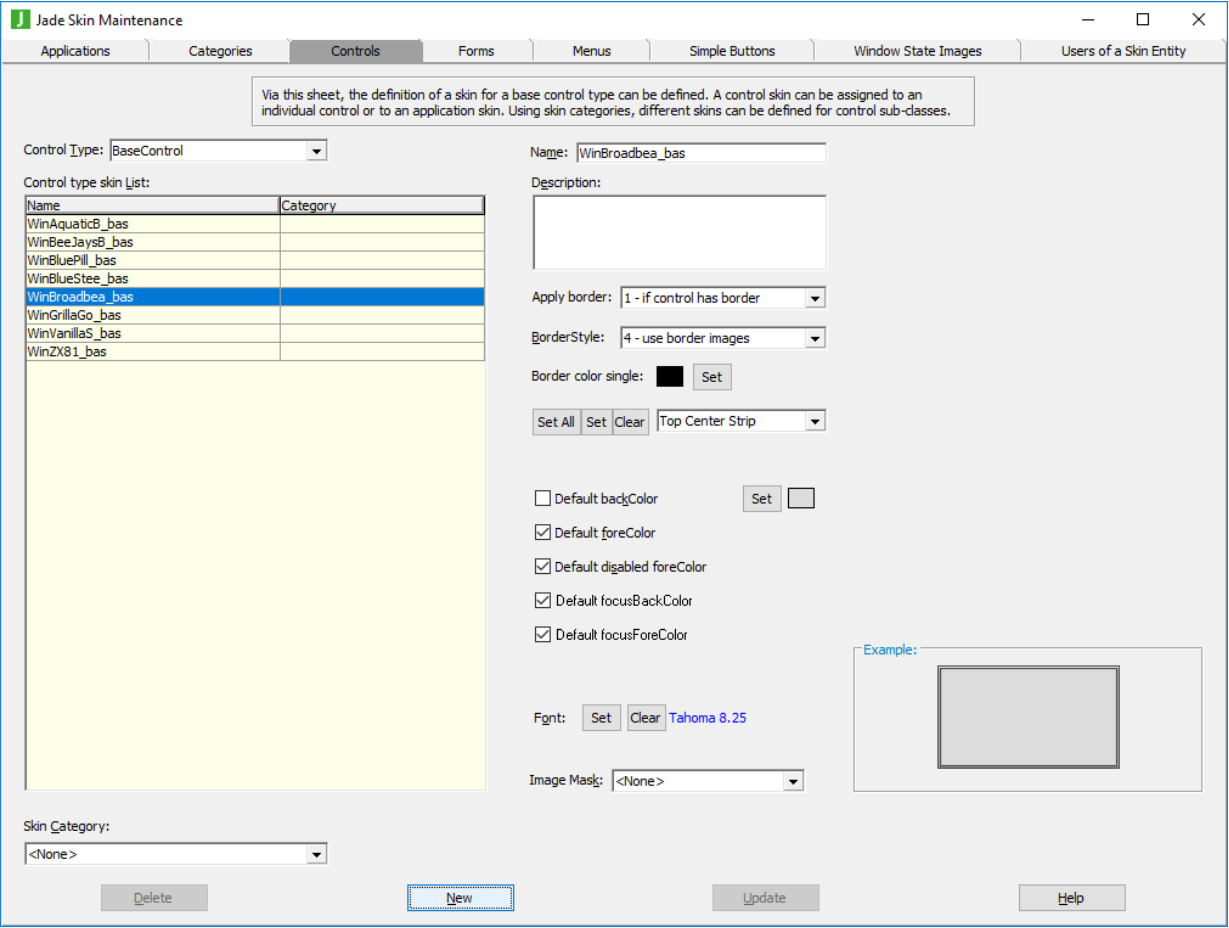 Jade Skin Maintenance
Applications
Categories
Controls
Forms
Menus
Simple Buttons
Window State Images
Users of a Skin Entity
Via this sheet, the definition of a skin for a base control type can be defined. A control skin can be assigned to an
individual control or to an application skin. Using skin categories, different skins can be defined for control sub-classes.
Control Type: BaseControl
Control type skin List:
Name Category
WinAquaticB_bas
WinBeeJaysB_bas
WinBluePill_bas
WinBlueStee_bas
WinBroadbea_bas
WinGrillaGo_bas
WinVanillaS_bas
WinZX81_bas
Skin Category:
<None>
Name: WinBroadbea_bas
Description:
Apply border: 1 - if control has border
BorderStyle: 4 - use border images
Border color single: Set
Set All Set Clear Top Center Strip
Default backColor Set
Default foreColor
Default disabled foreColor
Default focusBackColor
Default focusForeColor
Font: Set Clear Tahoma 8.25
Image Mask: <None>
Example:
Delete
New
Update
Help